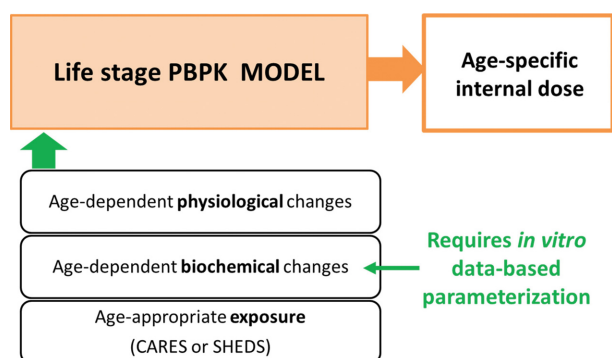 Life stage PBPK MODEL
Age-specific
internal dose
Age-dependent physiological changes
Age-dependent biochemical changes
Age-appropriate exposure
(CARES or SHEDS)
Requires in vitro
data-based
parameterization